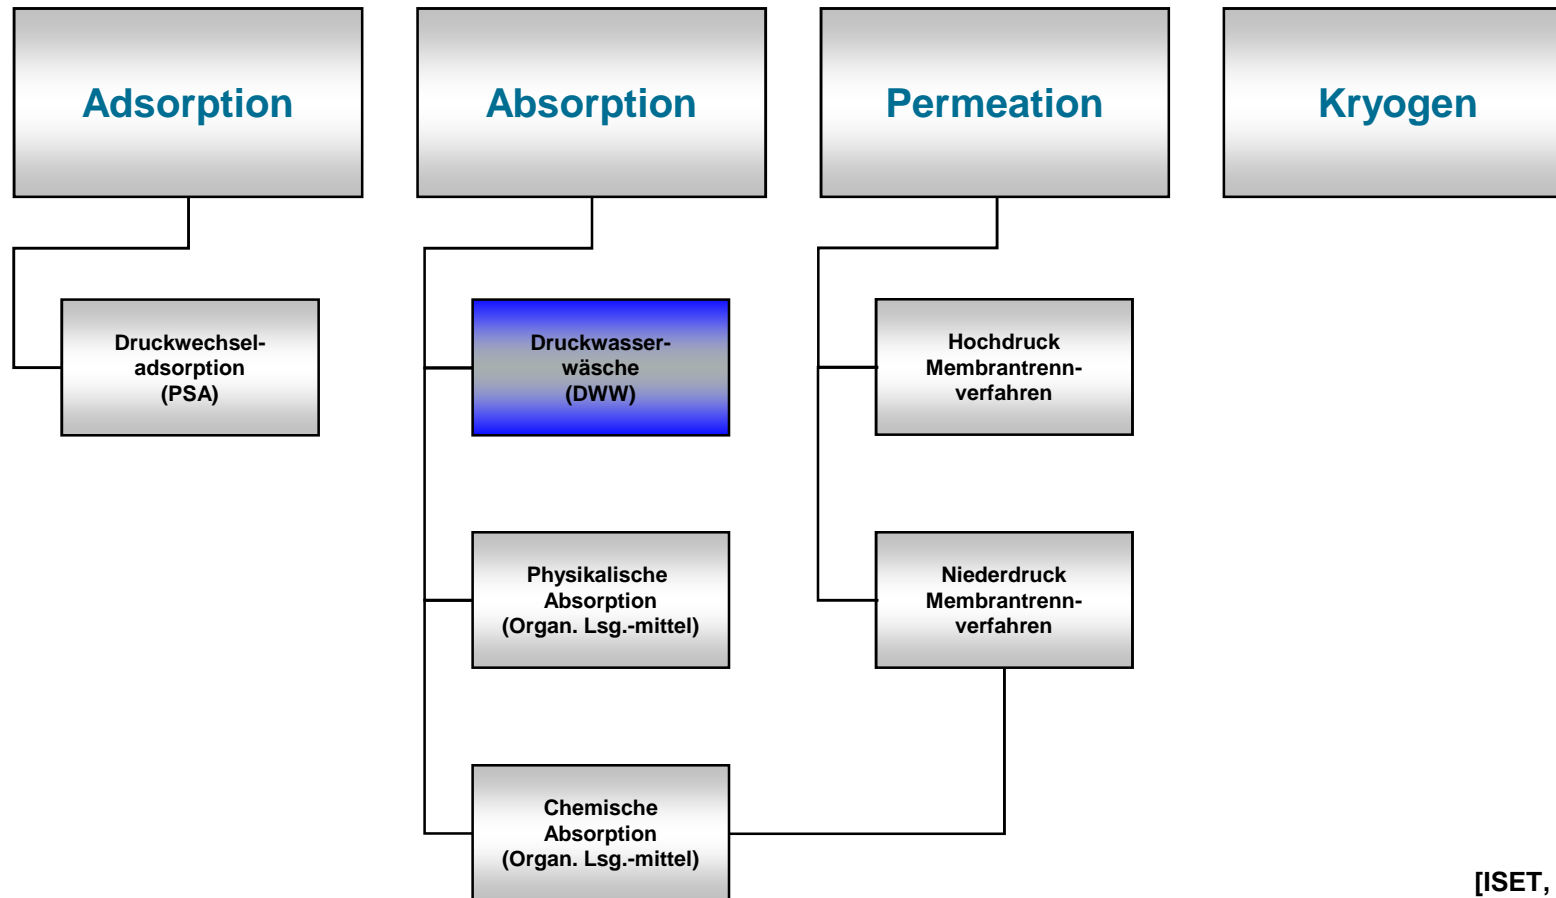 Adsorption
Absorption
Permeation
Kryogen
Druckwechsel-
adsorption
(PSA)
Druckwasser-
wäsche
(DWW)
Hochdruck
Membrantrenn-
verfahren
Physikalische
Absorption
(Organ. Lsg.-mittel)
Niederdruck
Membrantrenn-
verfahren
Chemische
Absorption
(Organ. Lsg.-mittel)
[ISET,